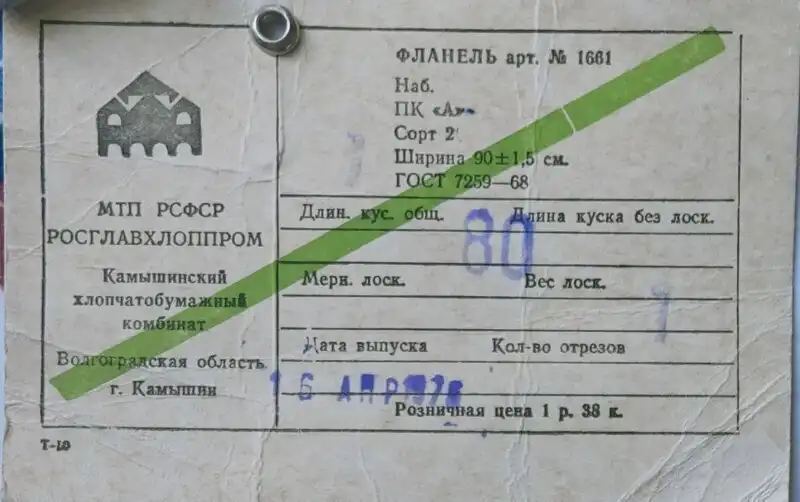 МТП РСФСР
РОСГЛАВХЛОППРОМ
Камышинский
хлопчатобумажный
комбинат
Волгоградская область
г. Камышин
ФЛАНЕЛЬ арт. № 1661
Наб.
ПК «А»
Сорт 2
Ширина 90±1,5 см.
ГОСТ 7259—68
Длин. кус. общ. Длина куска без лоск.
80
Мерн. лоск. Вес лоск.
Дата выпуска Кол-во отрезов
16 АПР 197
Розничная цена 1 р. 38 к.
Т-10